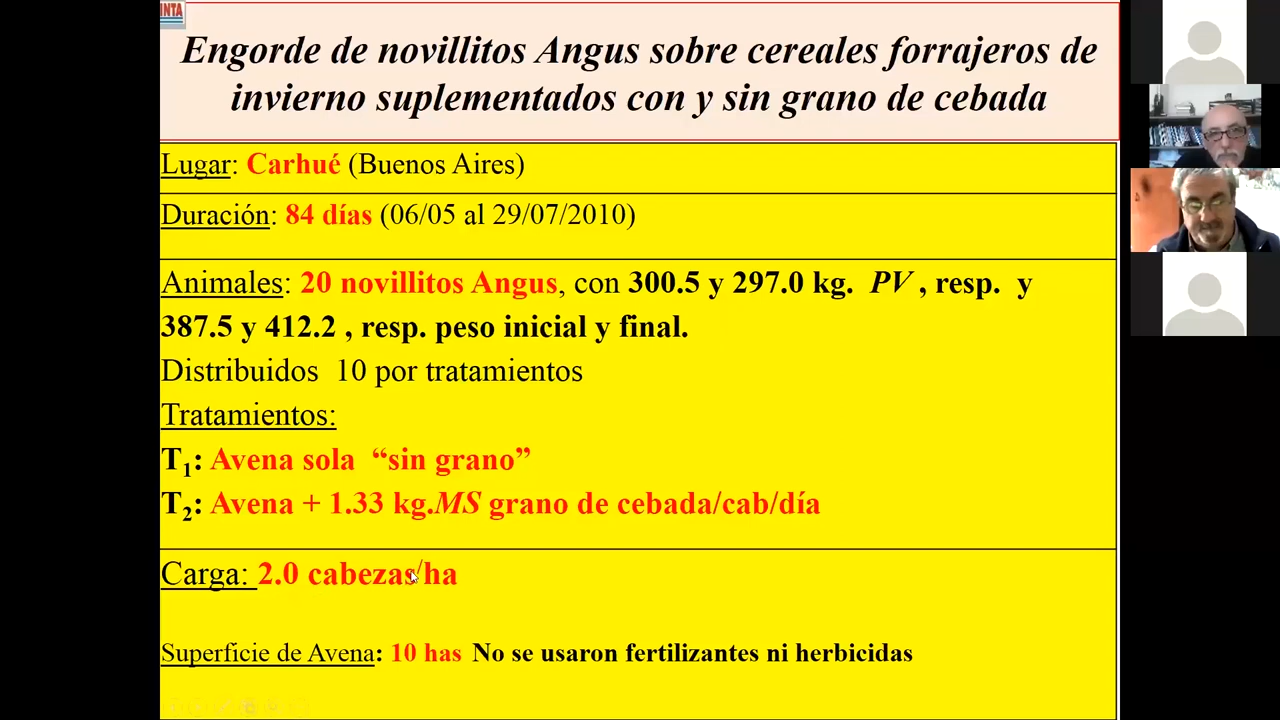 INTA
Engorde de novillitos Angus sobre cereales forrajeros de
invierno suplementados con y sin grano de cebada
Lugar: Carhué (Buenos Aires)
Duración: 84 días (06/05 al 29/07/2010)
Animales: 20 novillitos Angus, con 300.5 y 297.0 kg. PV , resp. y
387.5 y 412.2 , resp. peso inicial y final.
Distribuidos 10 por tratamientos
Tratamientos:
T1: Avena sola “sin grano”
T2: Avena + 1.33 kg.MS grano de cebada/cab/día
Carga: 2.0 cabezas/ha
Superficie de Avena: 10 has No se usaron fertilizantes ni herbicidas